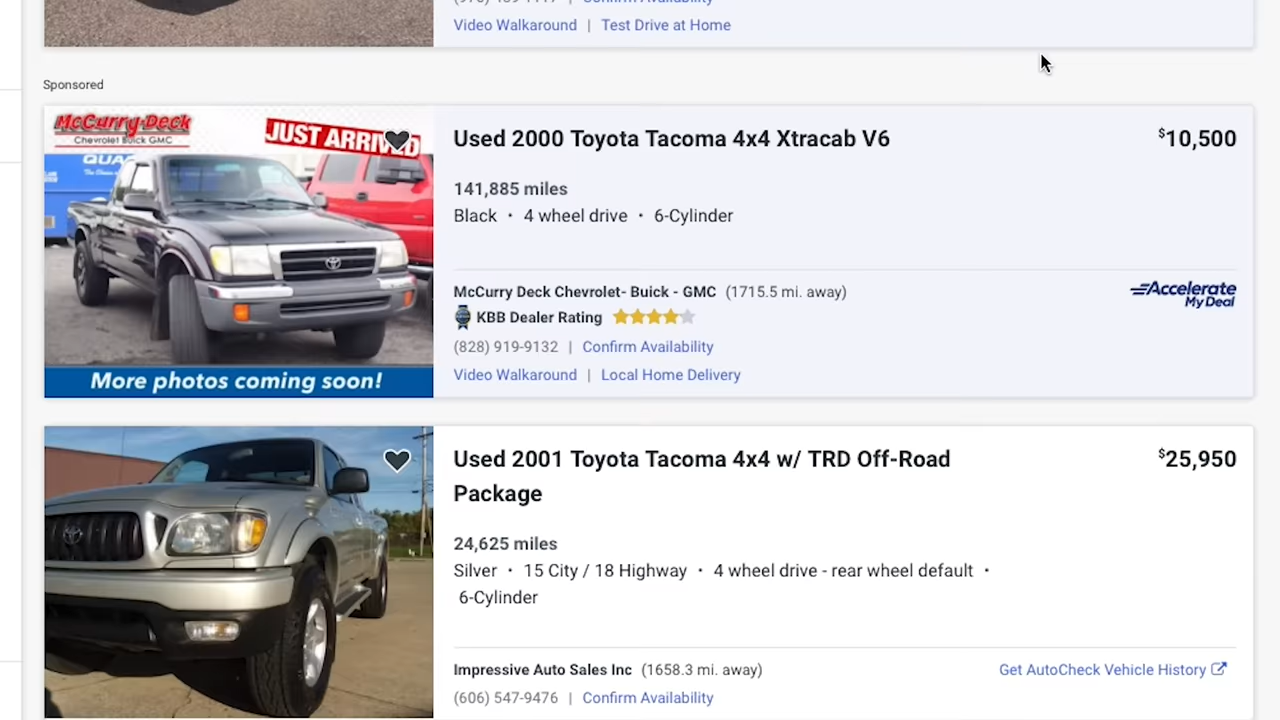 Video Walkaround | Test Drive at Home
Sponsored
McCurry-Deck
Chevrolet Buick GMC
JUST ARRIVED
Used 2000 Toyota Tacoma 4x4 Xtracab V6
$10,500
141,885 miles
Black · 4 wheel drive · 6-Cylinder
McCurry Deck Chevrolet- Buick - GMC (1715.5 mi. away)
Accelerate
My Deal
KBB Dealer Rating
(828) 919-9132 | Confirm Availability
Video Walkaround | Local Home Delivery
More photos coming soon!
Used 2001 Toyota Tacoma 4x4 w/ TRD Off-Road
Package
$25,950
24,625 miles
Silver · 15 City / 18 Highway · 4 wheel drive - rear wheel default ·
6-Cylinder
Impressive Auto Sales Inc (1658.3 mi. away)
Get AutoCheck Vehicle History
(606) 547-9476 | Confirm Availability